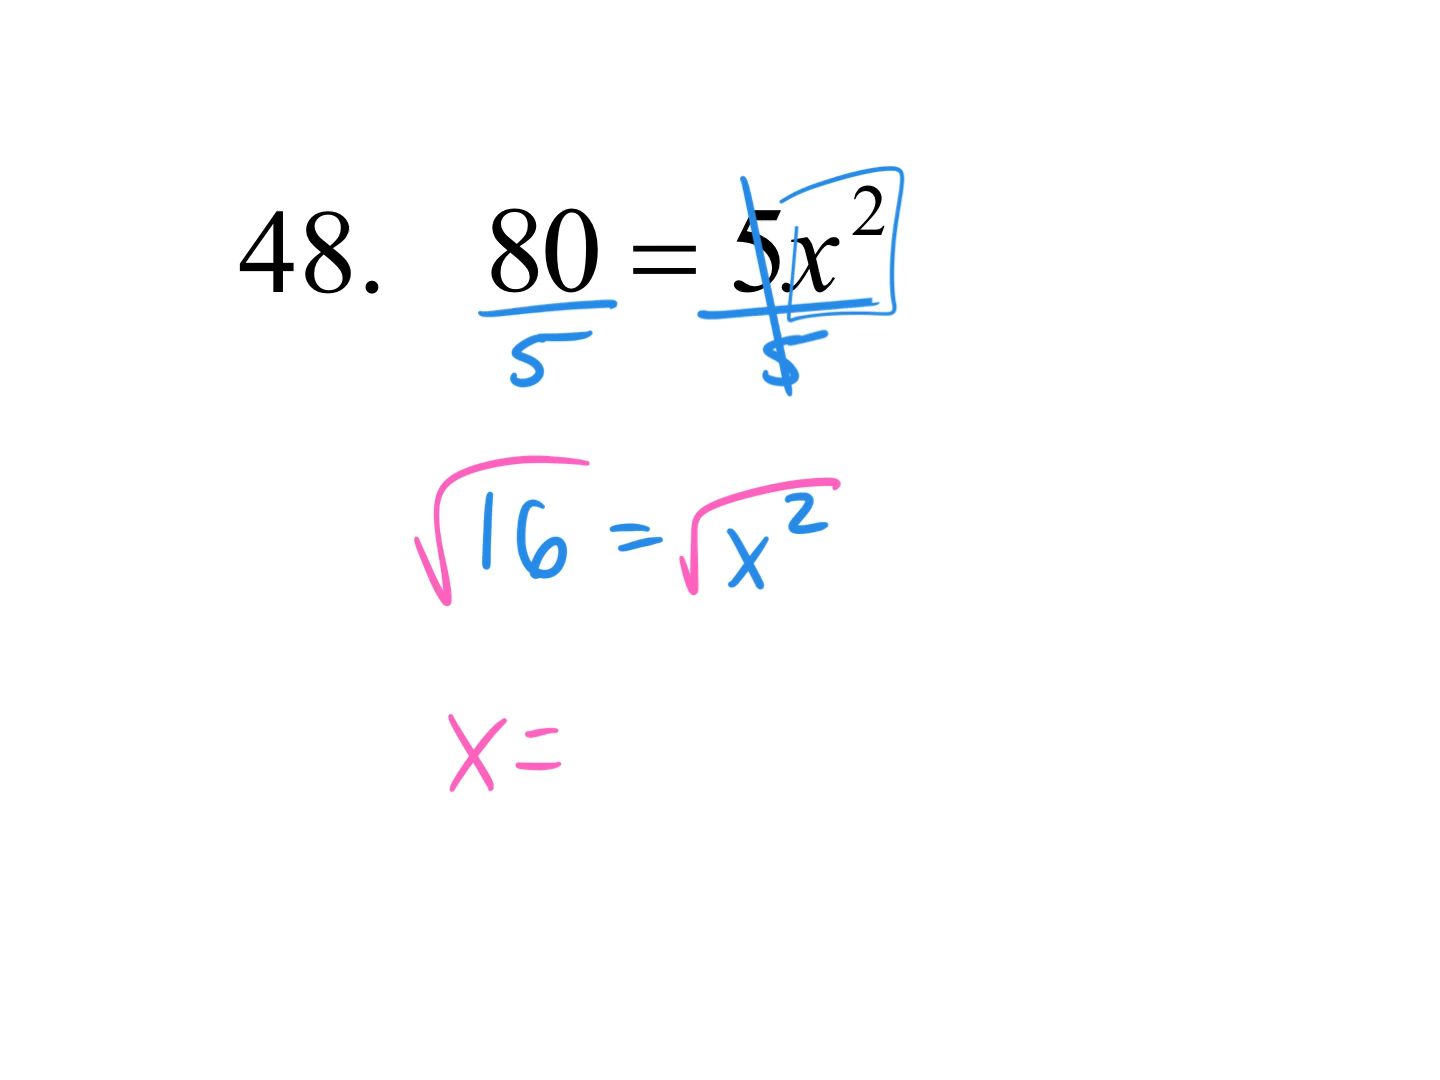 48. 80 = 5x²
5 5
√16 = √x²
x =